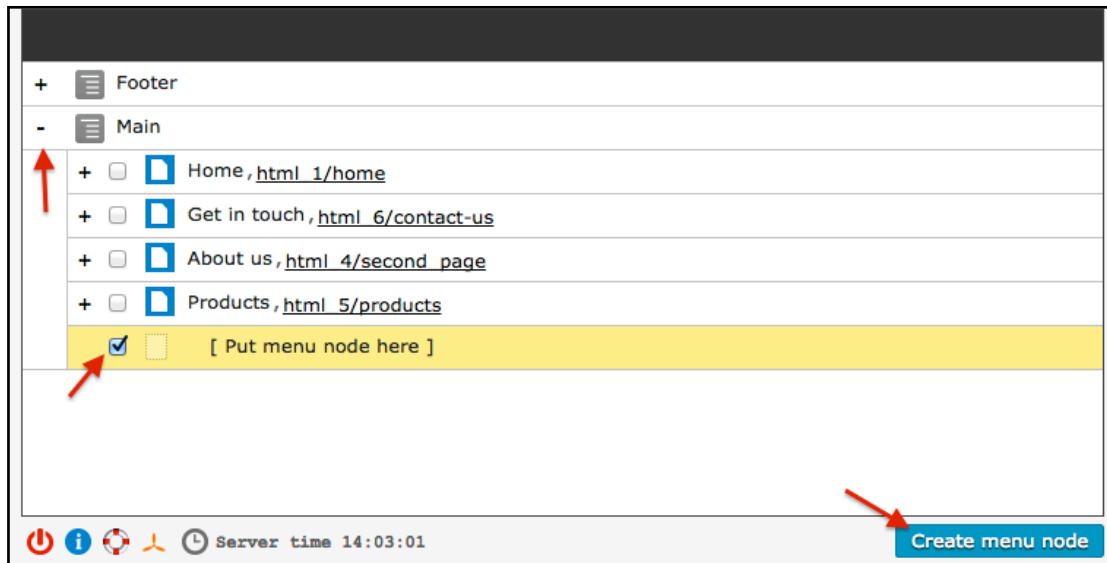 + Footer
- Main
+ Home, html_1/home
+ Get in touch, html_6/contact-us
+ About us, html_4/second_page
+ Products, html_5/products
[ Put menu node here ]
Server time 14:03:01
Create menu node